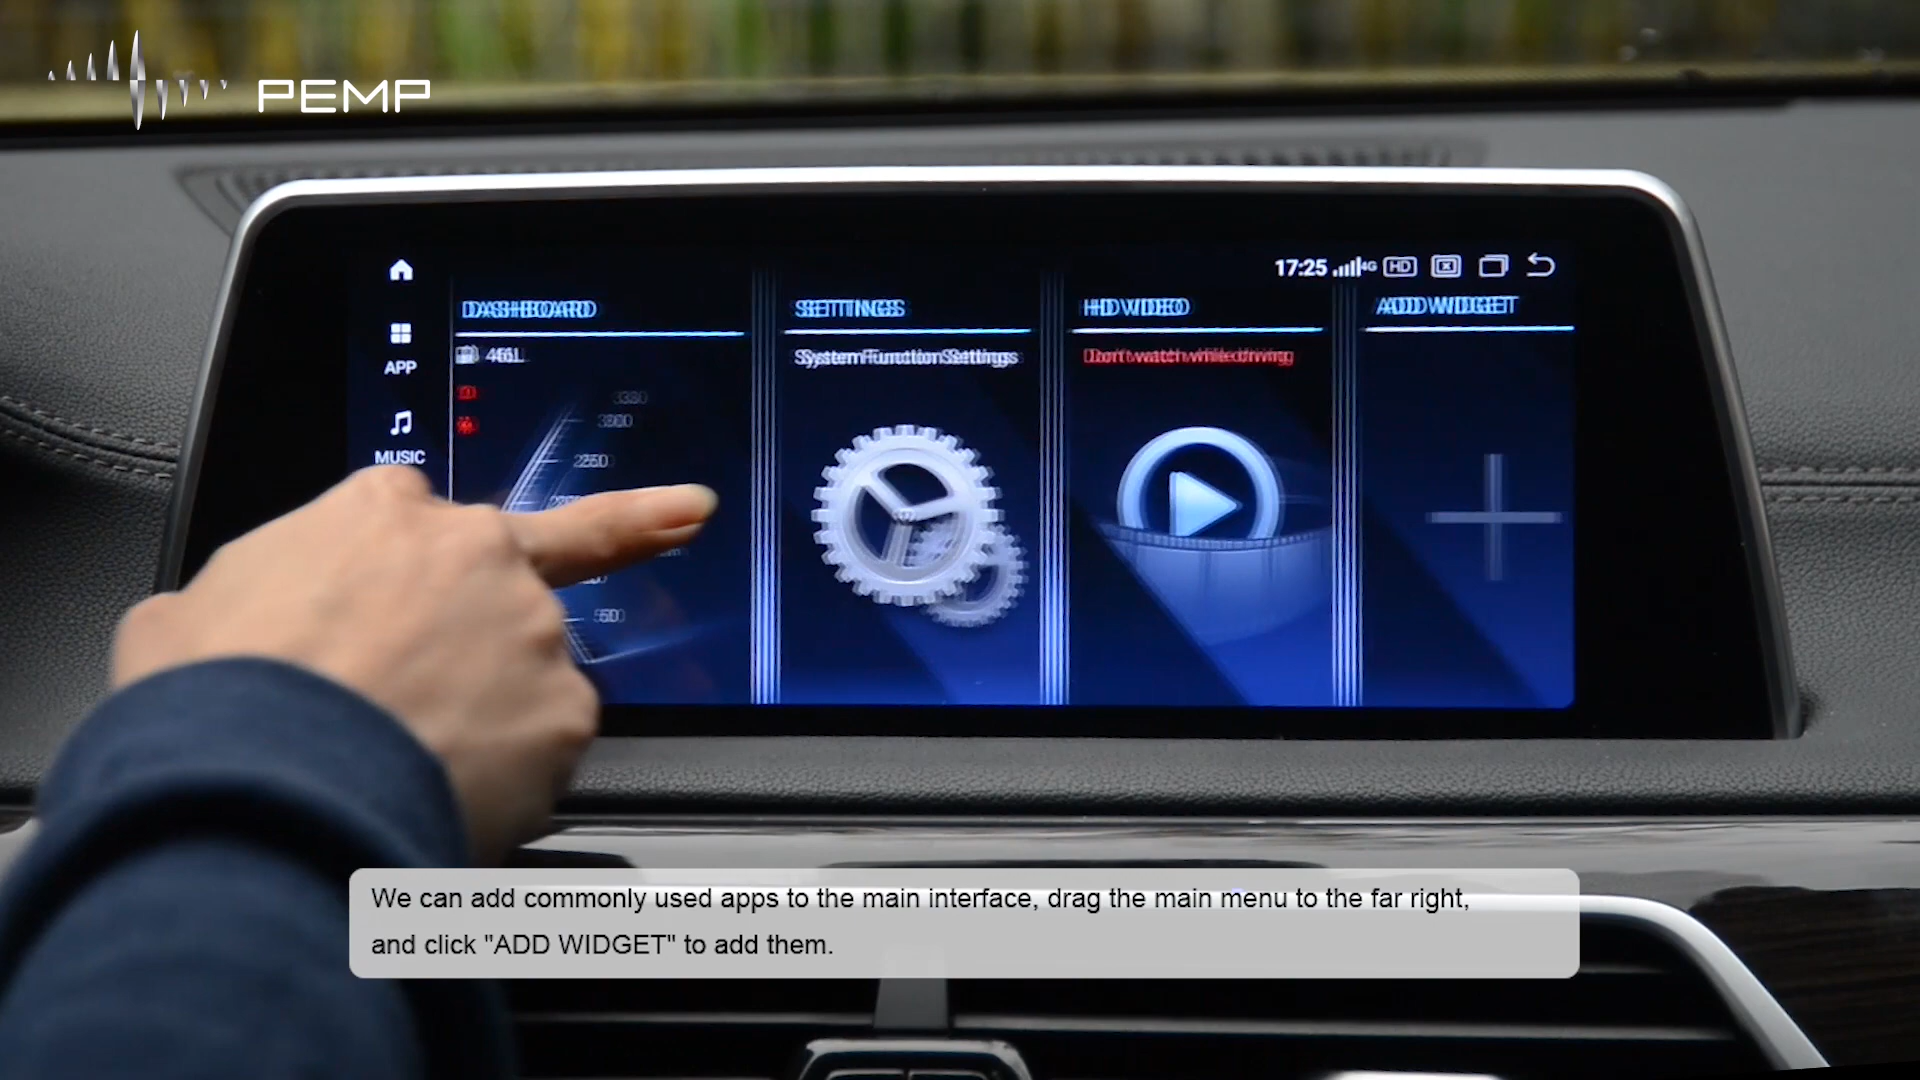 PEMP
17:25 4G HD
DASHBOARD
SETTINGS
HD VIDEO
ADD WIDGET
46L
System Function Settings
Don't watch while driving
APP
MUSIC
We can add commonly used apps to the main interface, drag the main menu to the far right,
and click "ADD WIDGET" to add them.